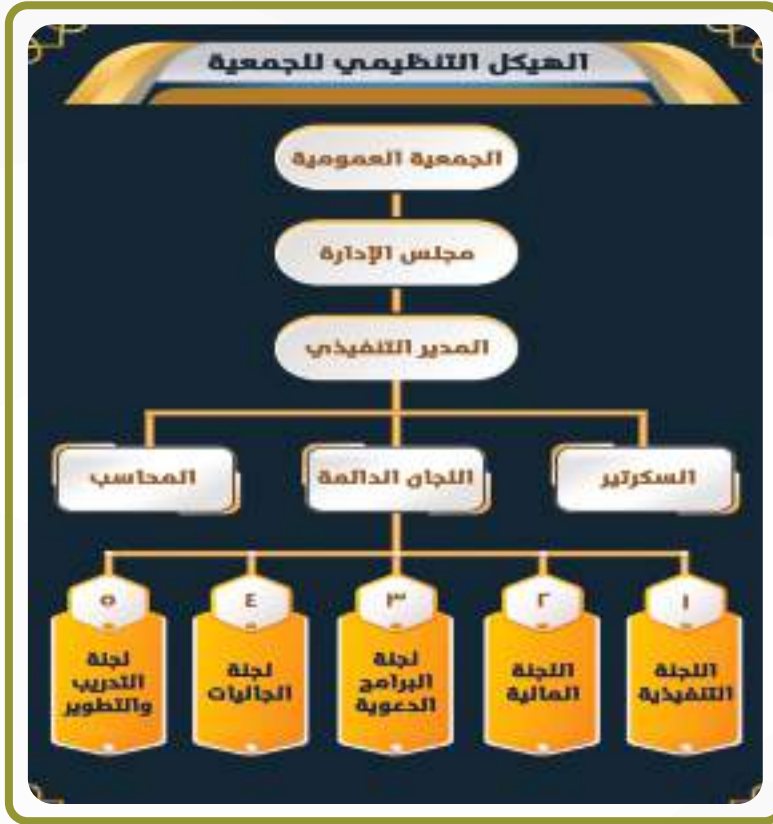 الهيكل التنظيمي للجمعية
الجمعية العمومية
مجلس الإدارة
المدير التنفيذي
السكرتير
اللجان الدائمة
المحاسب
١
اللجنة
التنفيذية
٢
اللجنة
المالية
٣
لجنة
البرامج
الدعوية
٤
لجنة
الجاليات
٥
لجنة
التدريب
والتطوير